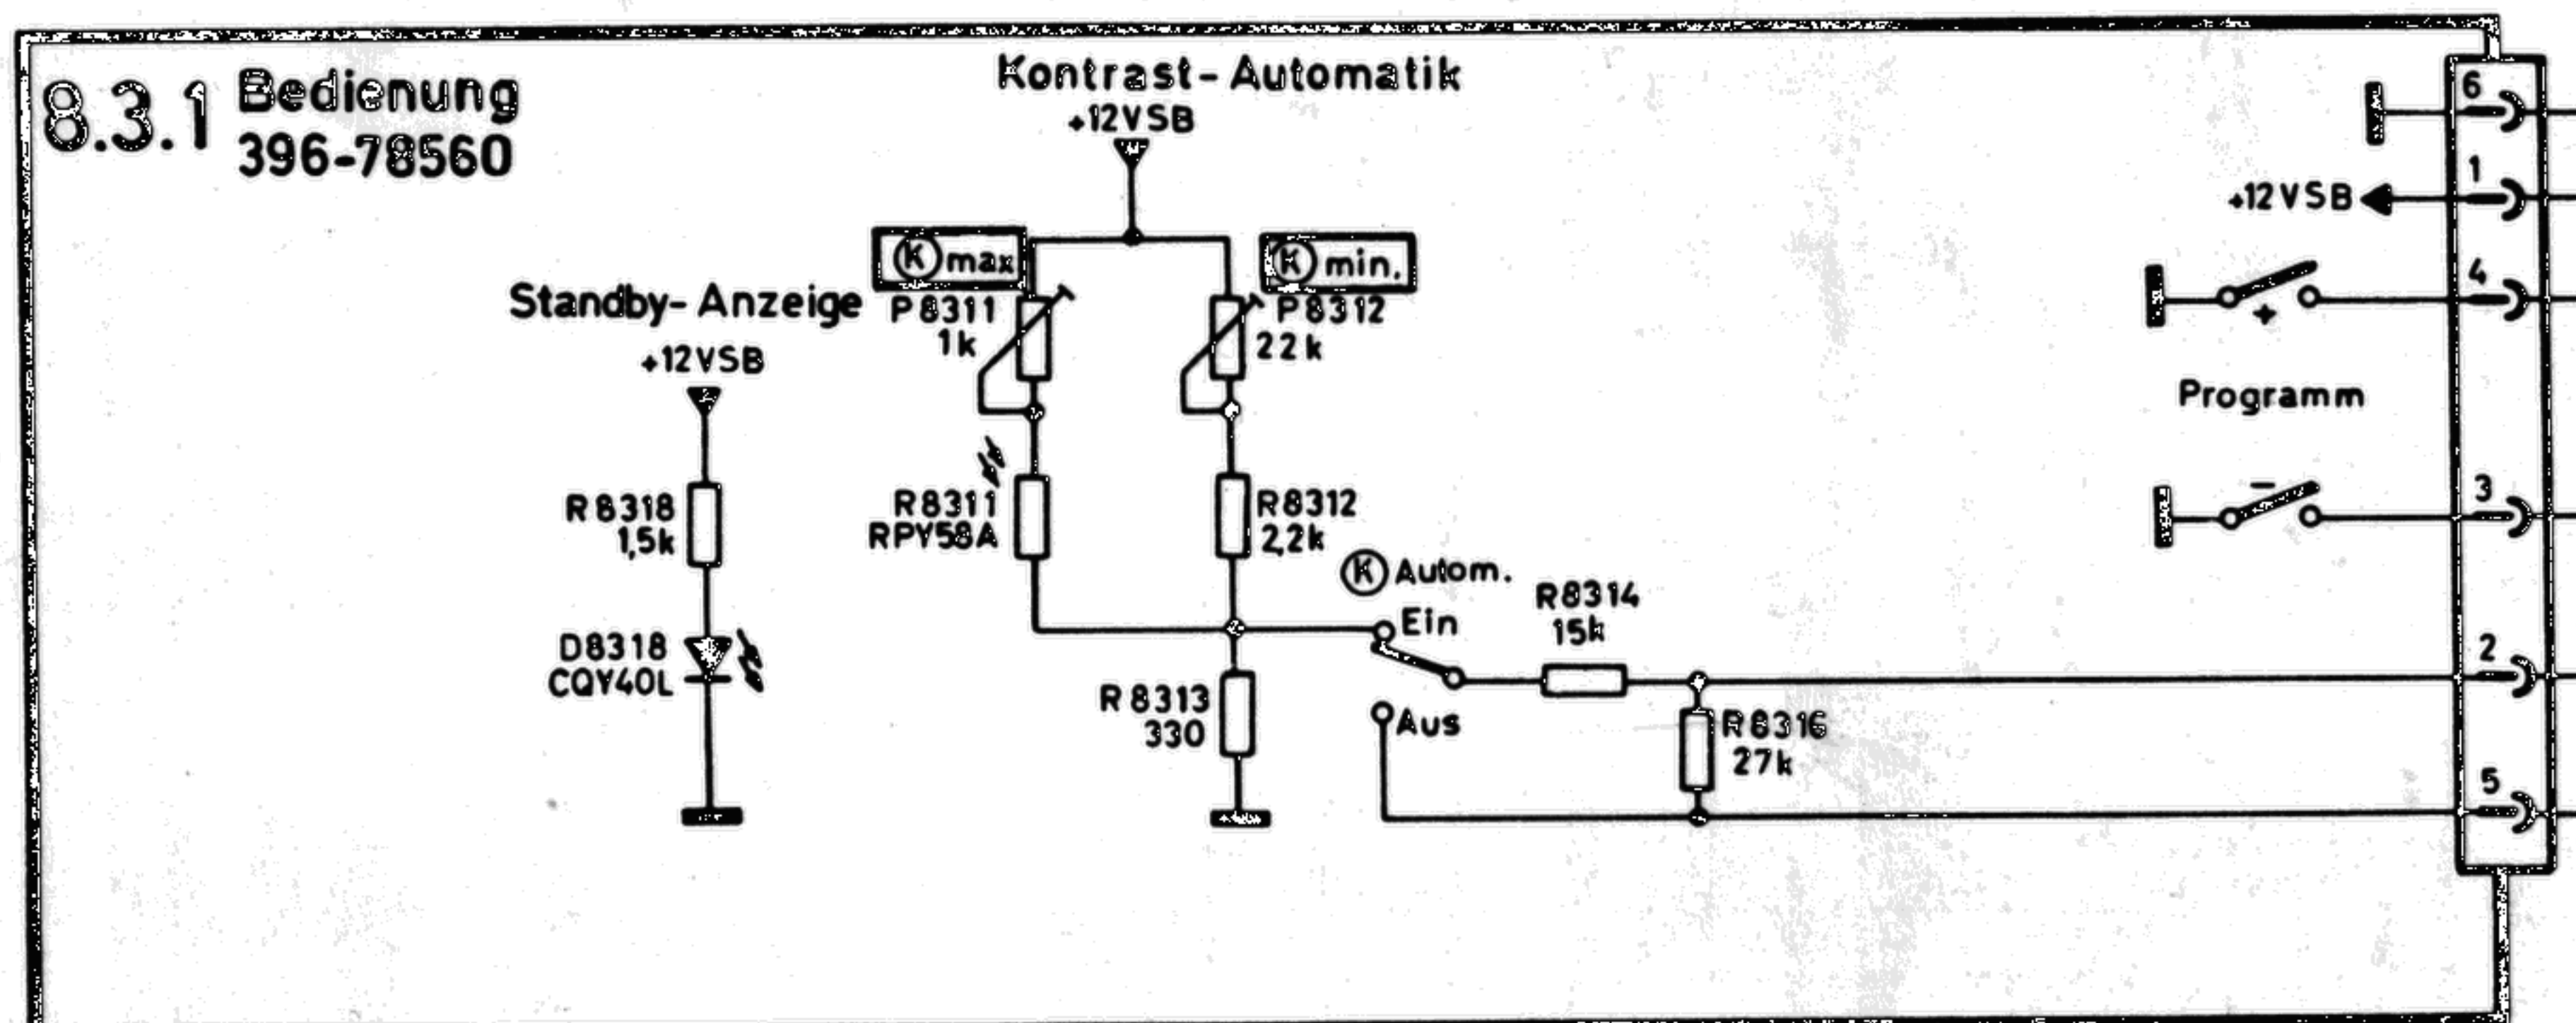 8.3.1 Bedienung
396-78560
Kontrast-Automatik
+12VSB
K max
K min.
P8311
1k
P8312
22k
Standby-Anzeige
+12VSB
R8318
1,5k
D8318
CQY40L
R8311
RPY58A
R8312
2,2k
R8313
330
K Autom.
Ein
Aus
R8314
15k
R8316
27k
6
+12VSB
1
4
+
Programm
-
3
2
5